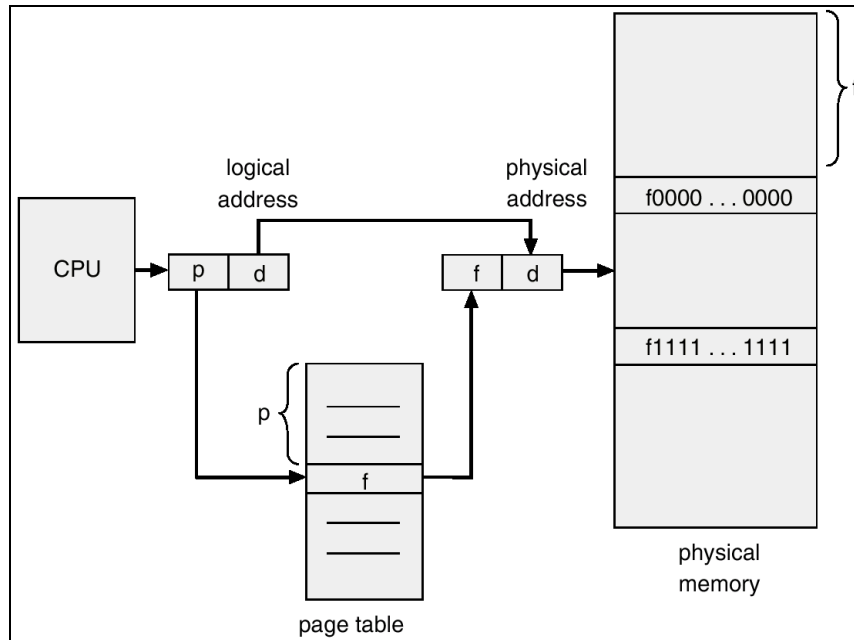 logical
address
physical
address
CPU
p d
f d
f0000 . . . 0000
f1111 . . . 1111
p
f
page table
physical
memory